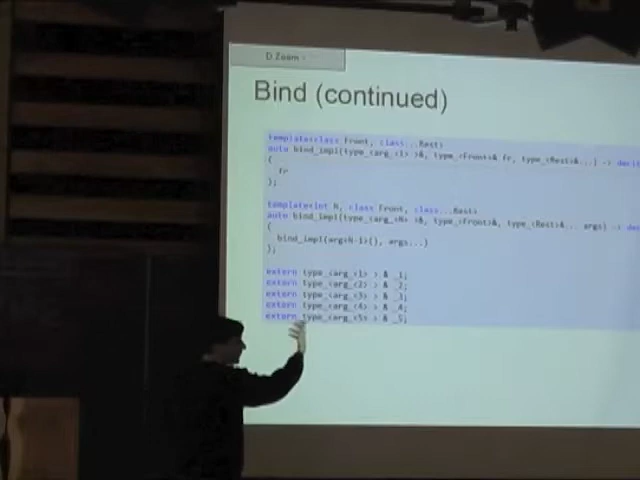 D Zoom -
Bind (continued)
template<class Front, class...Rest>
auto bind_impl(type_<arg_<1> >&, type_<Front>& fr, type_<Rest>&...) -> declt
{
fr
};
template<int N, class Front, class...Rest>
auto bind_impl(type_<arg_<N> >&, type_<Front>&, type_<Rest>&... args) -> dec
{
bind_impl(arg<N-1>(), args...)
};
extern type_<arg_<1> > & _1;
extern type_<arg_<2> > & _2;
extern type_<arg_<3> > & _3;
extern type_<arg_<4> > & _4;
extern type_<arg_<5> > & _5;